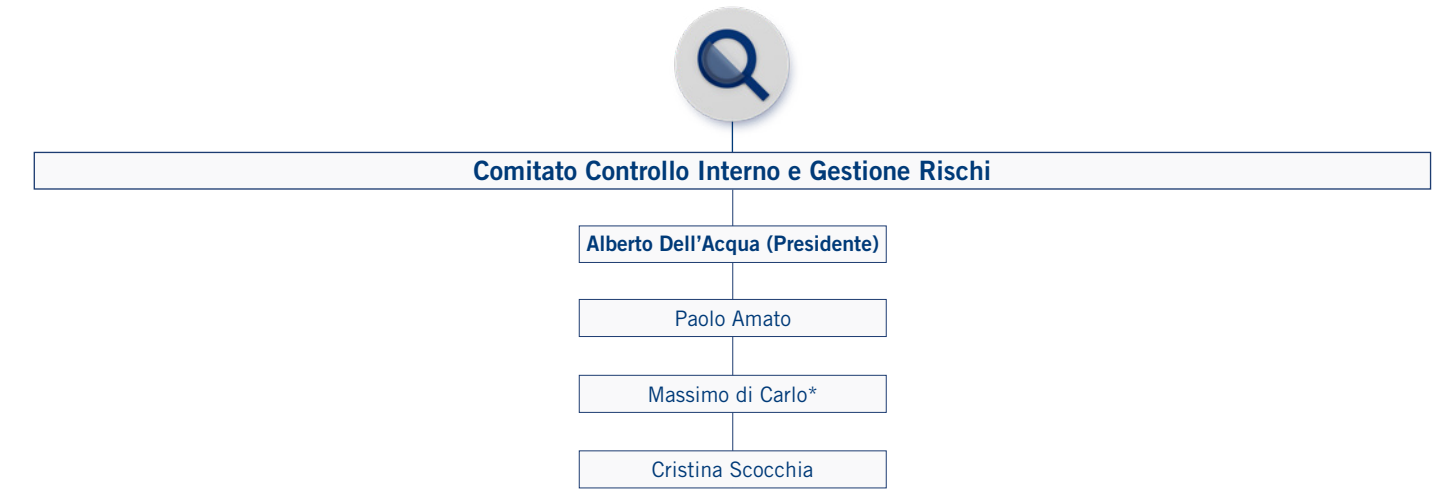 Comitato Controllo Interno e Gestione Rischi
Alberto Dell’Acqua (Presidente)
Paolo Amato
Massimo di Carlo*
Cristina Scocchia